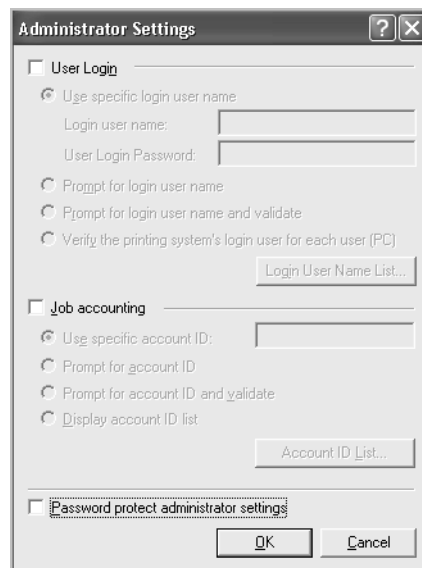 Administrator Settings
User Login
Use specific login user name
Login user name:
User Login Password:
Prompt for login user name
Prompt for login user name and validate
Verify the printing system's login user for each user (PC)
Login User Name List...
Job accounting
Use specific account ID:
Prompt for account ID
Prompt for account ID and validate
Display account ID list
Account ID List...
Password protect administrator settings
OK Cancel